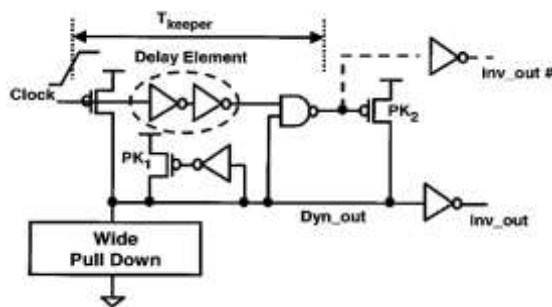 Tkeeper
Delay Element
Clock
Inv_out #
PK2
PK1
Dyn_out
Inv_out
Wide
Pull Down